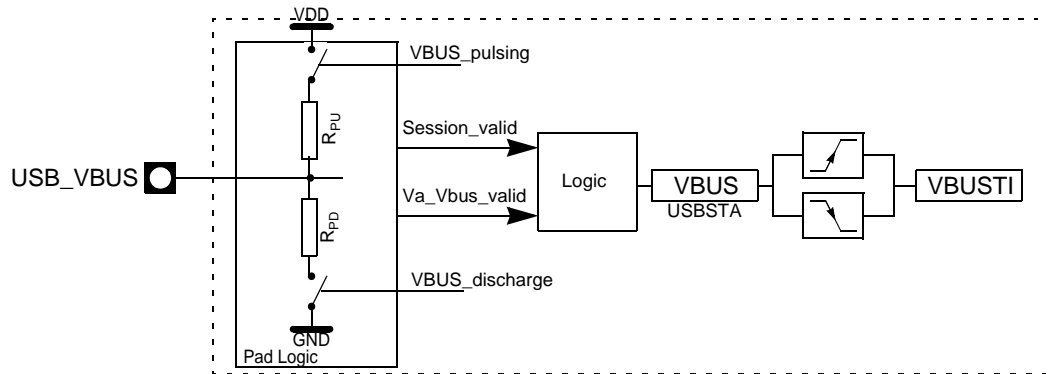 VDD
VBUS_pulsing
RPU
Session_valid
USB_VBUS
Logic
VBUS
USBSTA
VBUSTI
Va_Vbus_valid
RPD
VBUS_discharge
GND
Pad Logic